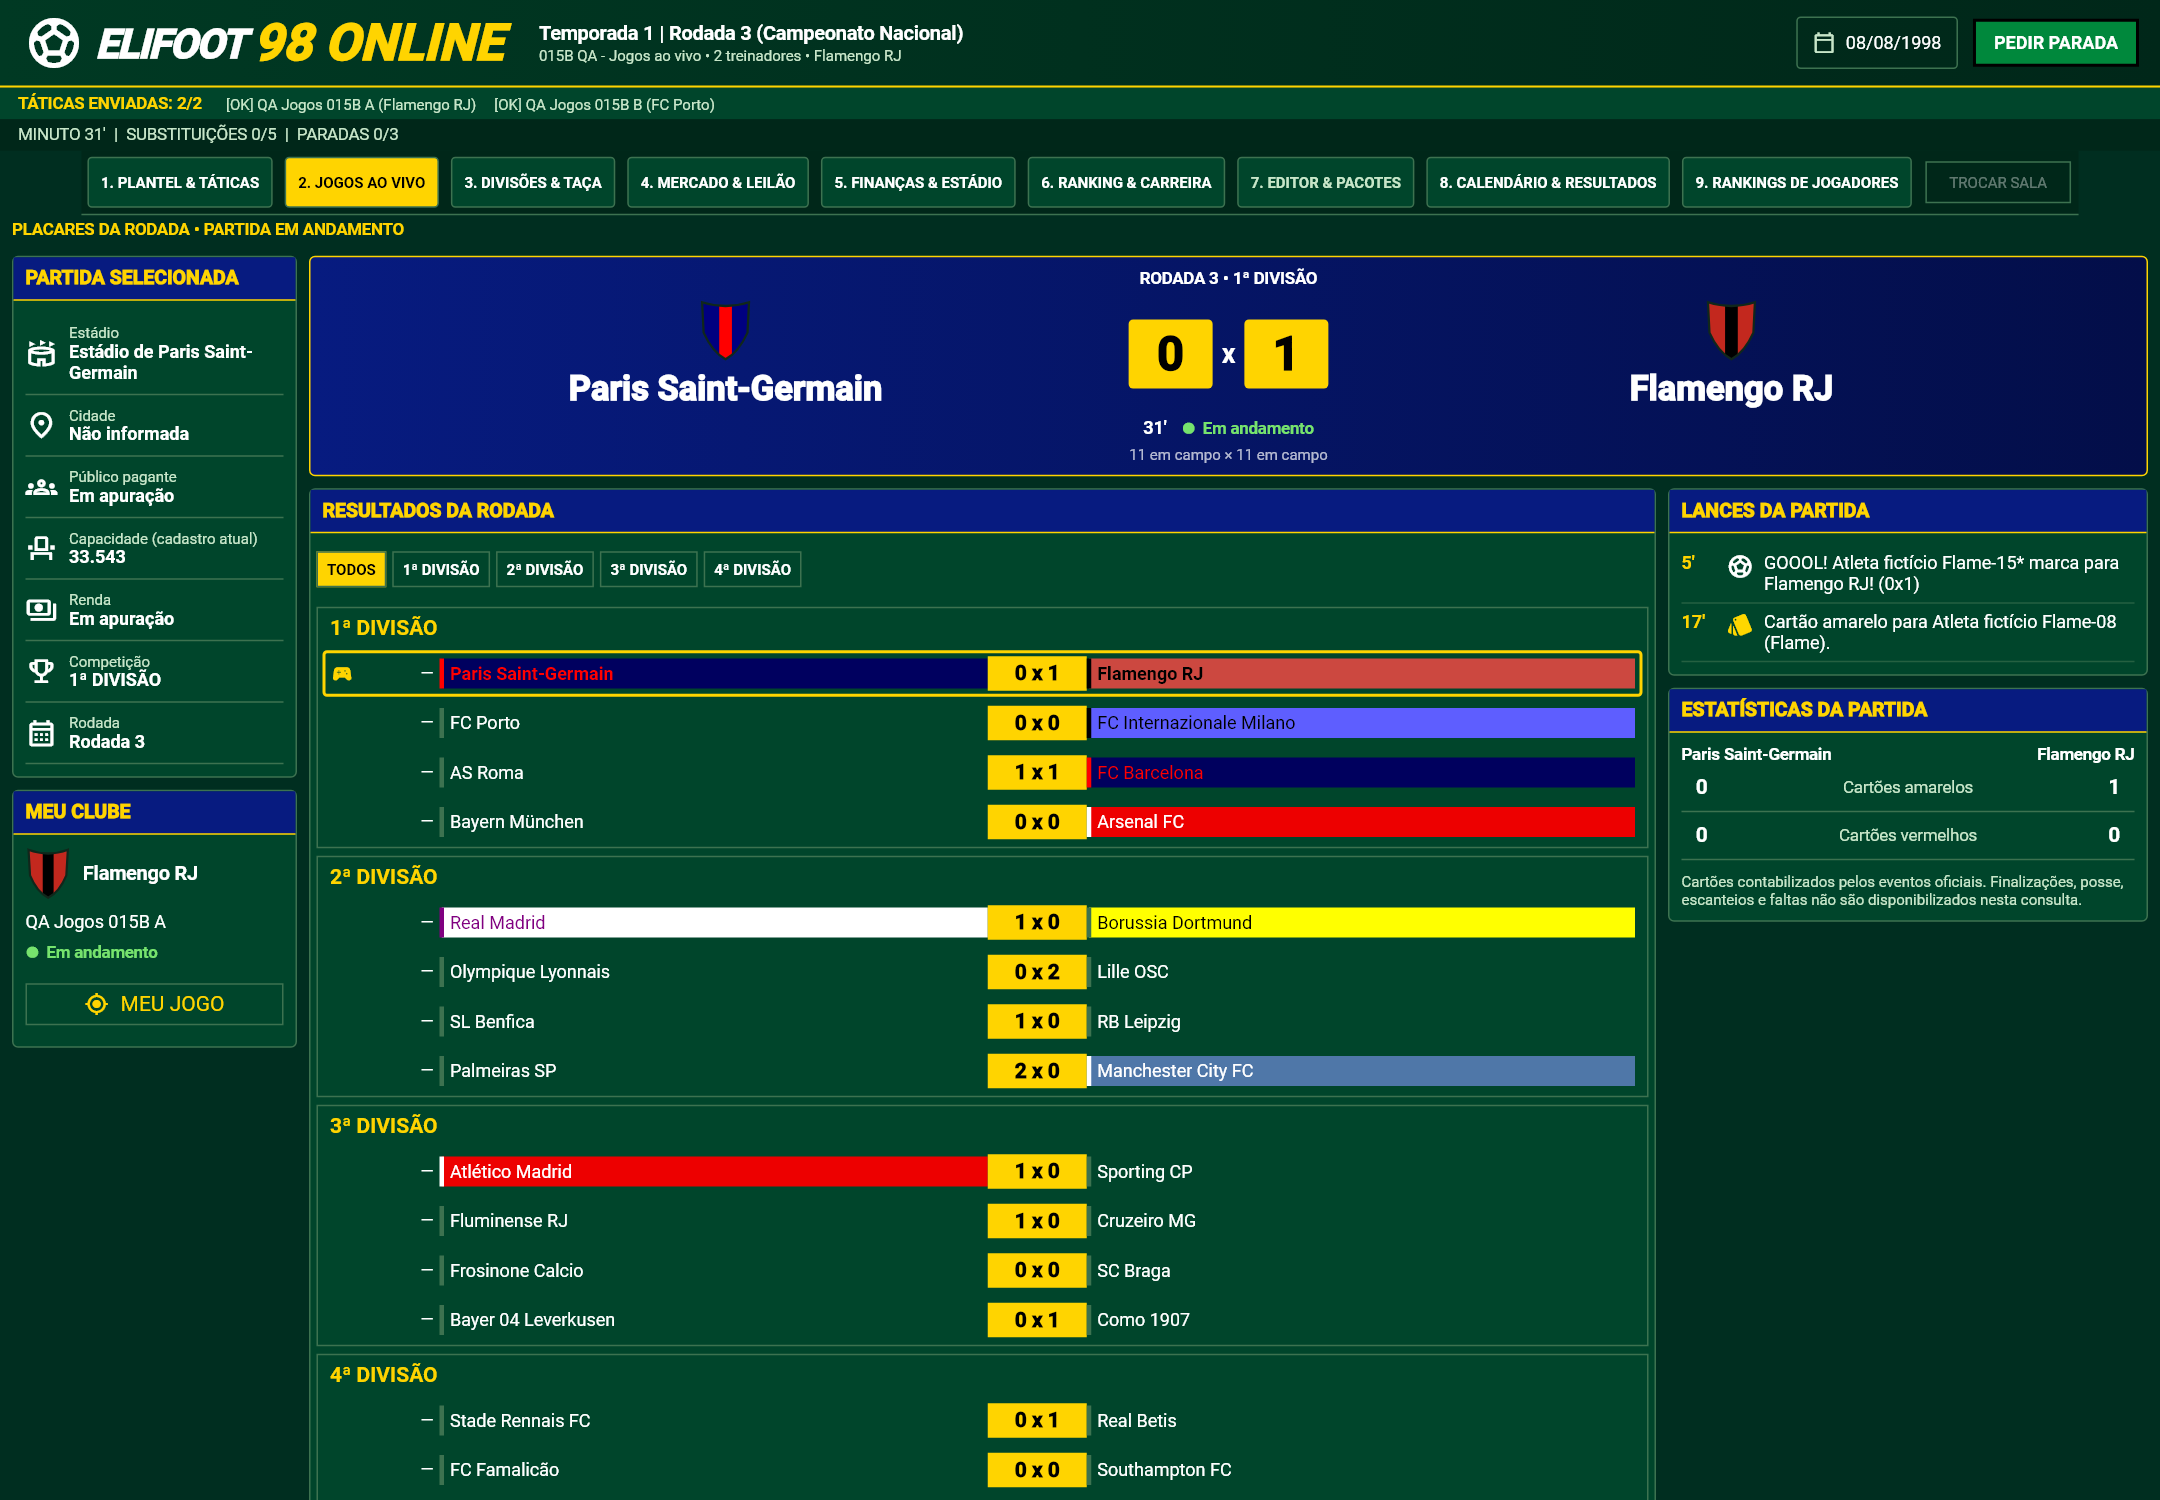 ELIFOOT 98 ONLINE
Temporada 1 | Rodada 3 (Campeonato Nacional)
015B QA - Jogos ao vivo • 2 treinadores • Flamengo RJ
08/08/1998
PEDIR PARADA
TÁTICAS ENVIADAS: 2/2 [OK] QA Jogos 015B A (Flamengo RJ) [OK] QA Jogos 015B B (FC Porto)
MINUTO 31' | SUBSTITUIÇÕES 0/5 | PARADAS 0/3
1. PLANTEL & TÁTICAS
2. JOGOS AO VIVO
3. DIVISÕES & TAÇA
4. MERCADO & LEILÃO
5. FINANÇAS & ESTÁDIO
6. RANKING & CARREIRA
7. EDITOR & PACOTES
8. CALENDÁRIO & RESULTADOS
9. RANKINGS DE JOGADORES
TROCAR SALA
PLACARES DA RODADA • PARTIDA EM ANDAMENTO
PARTIDA SELECIONADA
Estádio
Estádio de Paris Saint-
Germain
Cidade
Não informada
Público pagante
Em apuração
Capacidade (cadastro atual)
33.543
Renda
Em apuração
Competição
1ª DIVISÃO
Rodada
Rodada 3
MEU CLUBE
Flamengo RJ
QA Jogos 015B A
Em andamento
MEU JOGO
RODADA 3 • 1ª DIVISÃO
Paris Saint-Germain
0 x 1
Flamengo RJ
31' Em andamento
11 em campo × 11 em campo
RESULTADOS DA RODADA
TODOS
1ª DIVISÃO
2ª DIVISÃO
3ª DIVISÃO
4ª DIVISÃO
1ª DIVISÃO
— Paris Saint-Germain 0 x 1 Flamengo RJ
— FC Porto 0 x 0 FC Internazionale Milano
— AS Roma 1 x 1 FC Barcelona
— Bayern München 0 x 0 Arsenal FC
2ª DIVISÃO
— Real Madrid 1 x 0 Borussia Dortmund
— Olympique Lyonnais 0 x 2 Lille OSC
— SL Benfica 1 x 0 RB Leipzig
— Palmeiras SP 2 x 0 Manchester City FC
3ª DIVISÃO
— Atlético Madrid 1 x 0 Sporting CP
— Fluminense RJ 1 x 0 Cruzeiro MG
— Frosinone Calcio 0 x 0 SC Braga
— Bayer 04 Leverkusen 0 x 1 Como 1907
4ª DIVISÃO
— Stade Rennais FC 0 x 1 Real Betis
— FC Famalicão 0 x 0 Southampton FC
LANCES DA PARTIDA
5' GOOOL! Atleta fictício Flame-15* marca para
Flamengo RJ! (0x1)
17' Cartão amarelo para Atleta fictício Flame-08
(Flame).
ESTATÍSTICAS DA PARTIDA
Paris Saint-Germain Flamengo RJ
0 Cartões amarelos 1
0 Cartões vermelhos 0
Cartões contabilizados pelos eventos oficiais. Finalizações, posse,
escanteios e faltas não são disponibilizados nesta consulta.